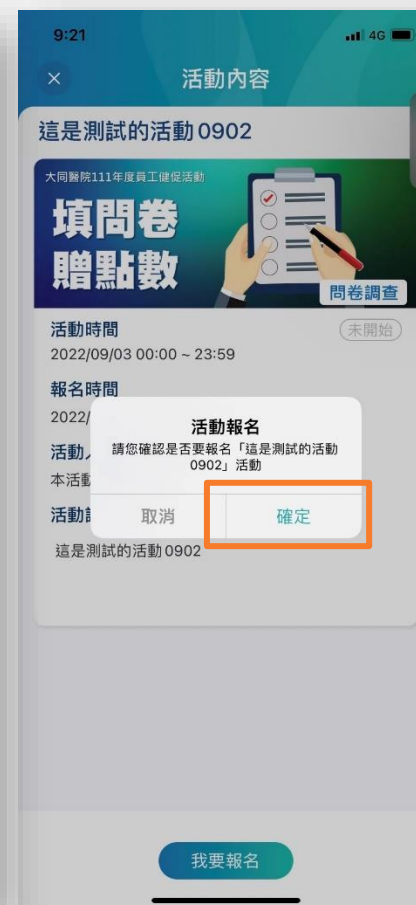 9:21
4G
活動內容
這是測試的活動 0902
大同醫院111年度員工健促活動
填問卷
贈點數
問卷調查
活動時間
未開始
2022/09/03 00:00 ~ 23:59
報名時間
2022/
活動報名
請您確認是否要報名「這是測試的活動
0902」活動
活動
本活動
取消
確定
活動
這是測試的活動 0902
我要報名